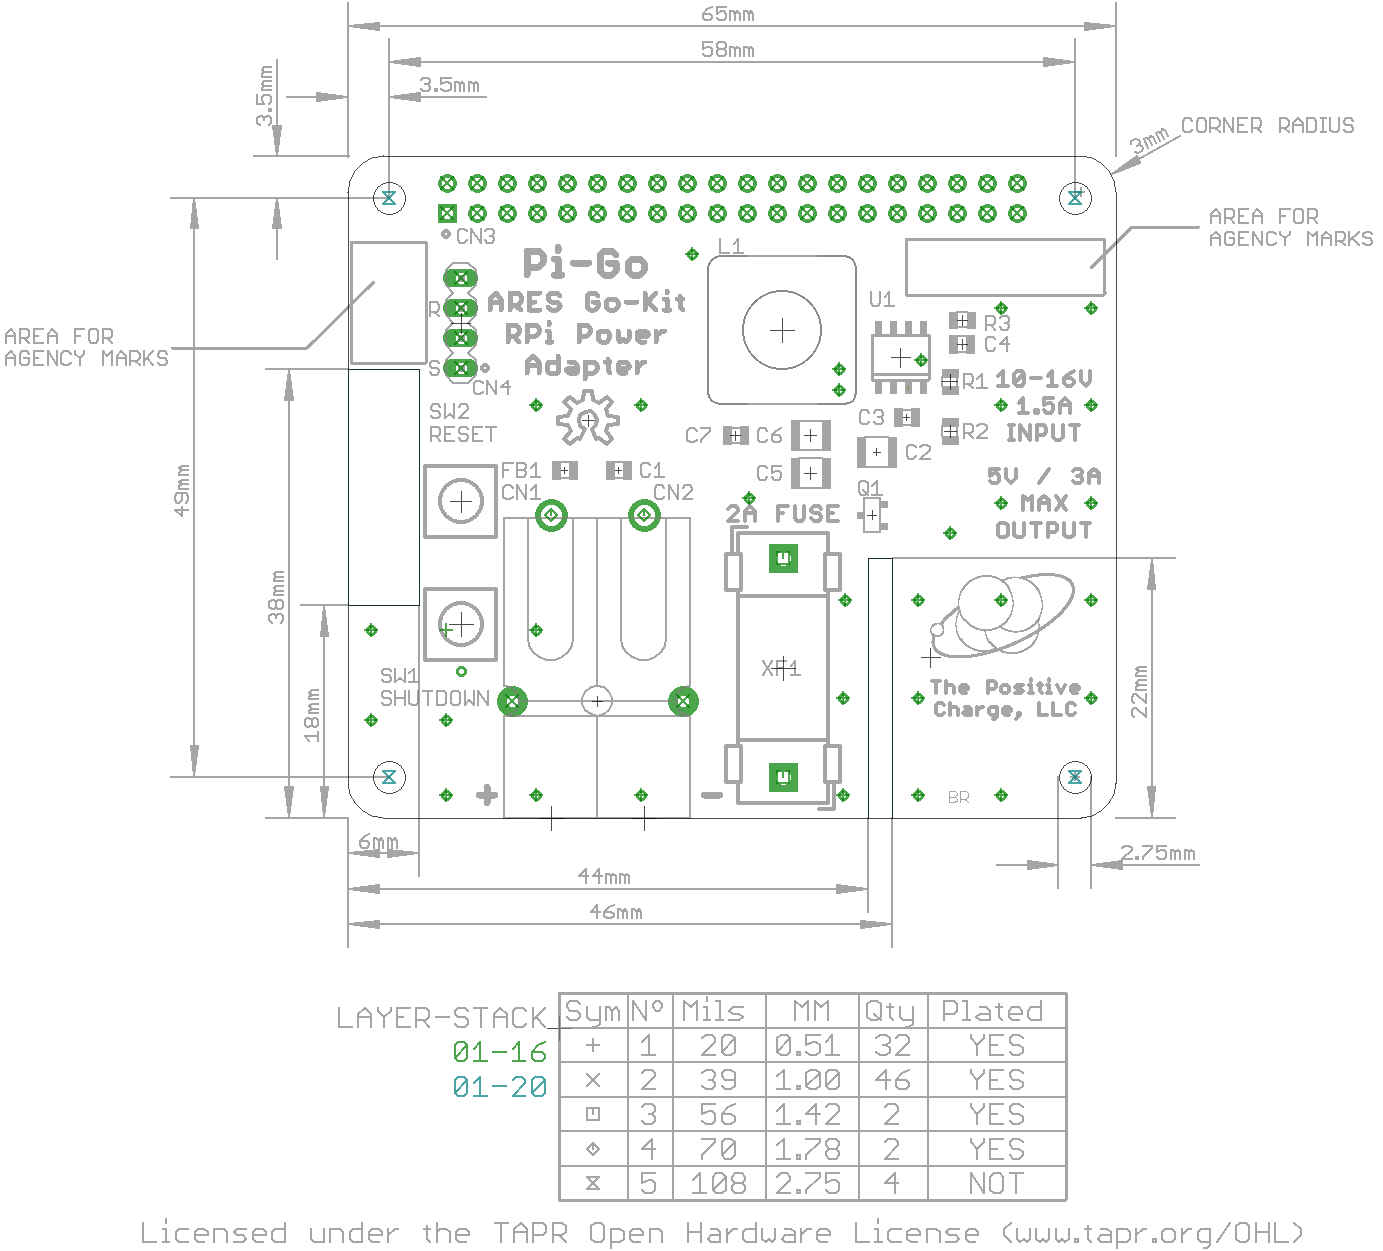 65mm
58mm
3.5mm
3.5mm
3mm
CORNER RADIUS
AREA FOR
AGENCY MARKS
CN3
Pi-Go
ARES Go-Kit
RPi Power
Adapter
L1
U1
R
S
CN4
R3
C4
R1
10-16V
1.5A
INPUT
AREA FOR
AGENCY MARKS
SW2
RESET
C7
C6
C3
R2
C2
C5
FB1
C1
CN1
CN2
Q1
2A FUSE
5V / 3A
MAX
OUTPUT
49mm
38mm
18mm
22mm
XF1
SW1
SHUTDOWN
The Positive
Charge, LLC
+
-
BR
6mm
2.75mm
44mm
46mm
LAYER-STACK
01-16
01-20
Sym Nº Mils MM Qty Plated
+ 1 20 0.51 32 YES
× 2 39 1.00 46 YES
3 56 1.42 2 YES
4 70 1.78 2 YES
5 108 2.75 4 NOT
Licensed under the TAPR Open Hardware License (www.tapr.org/OHL)